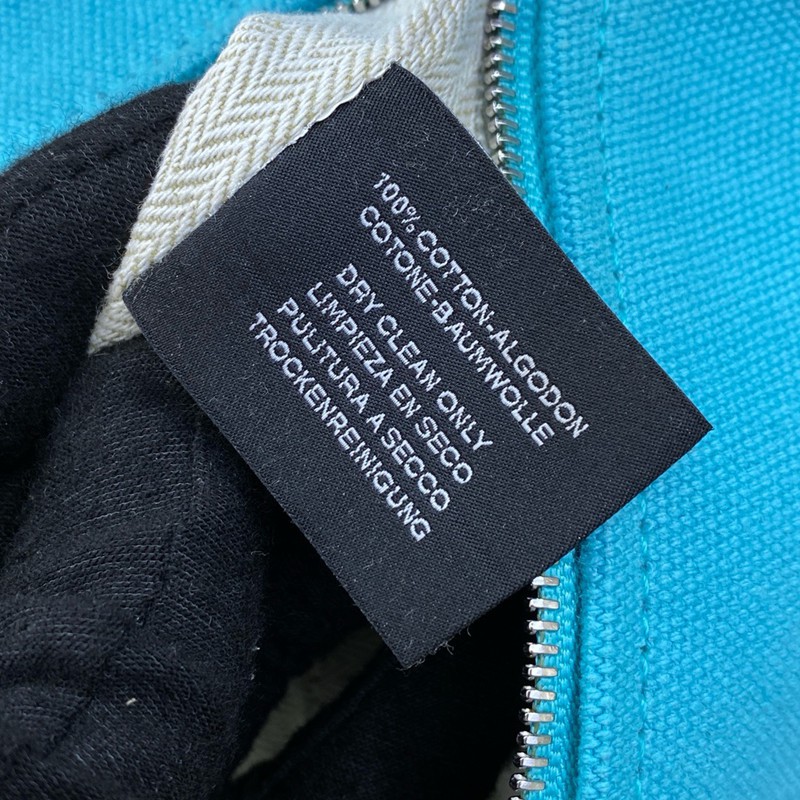 100% COTTON-ALGODON
COTONE-BAUMWOLLE
DRY CLEAN ONLY
LIMPIEZA EN SECO
PULITURA A SECCO
TROCKENREINIGUNG